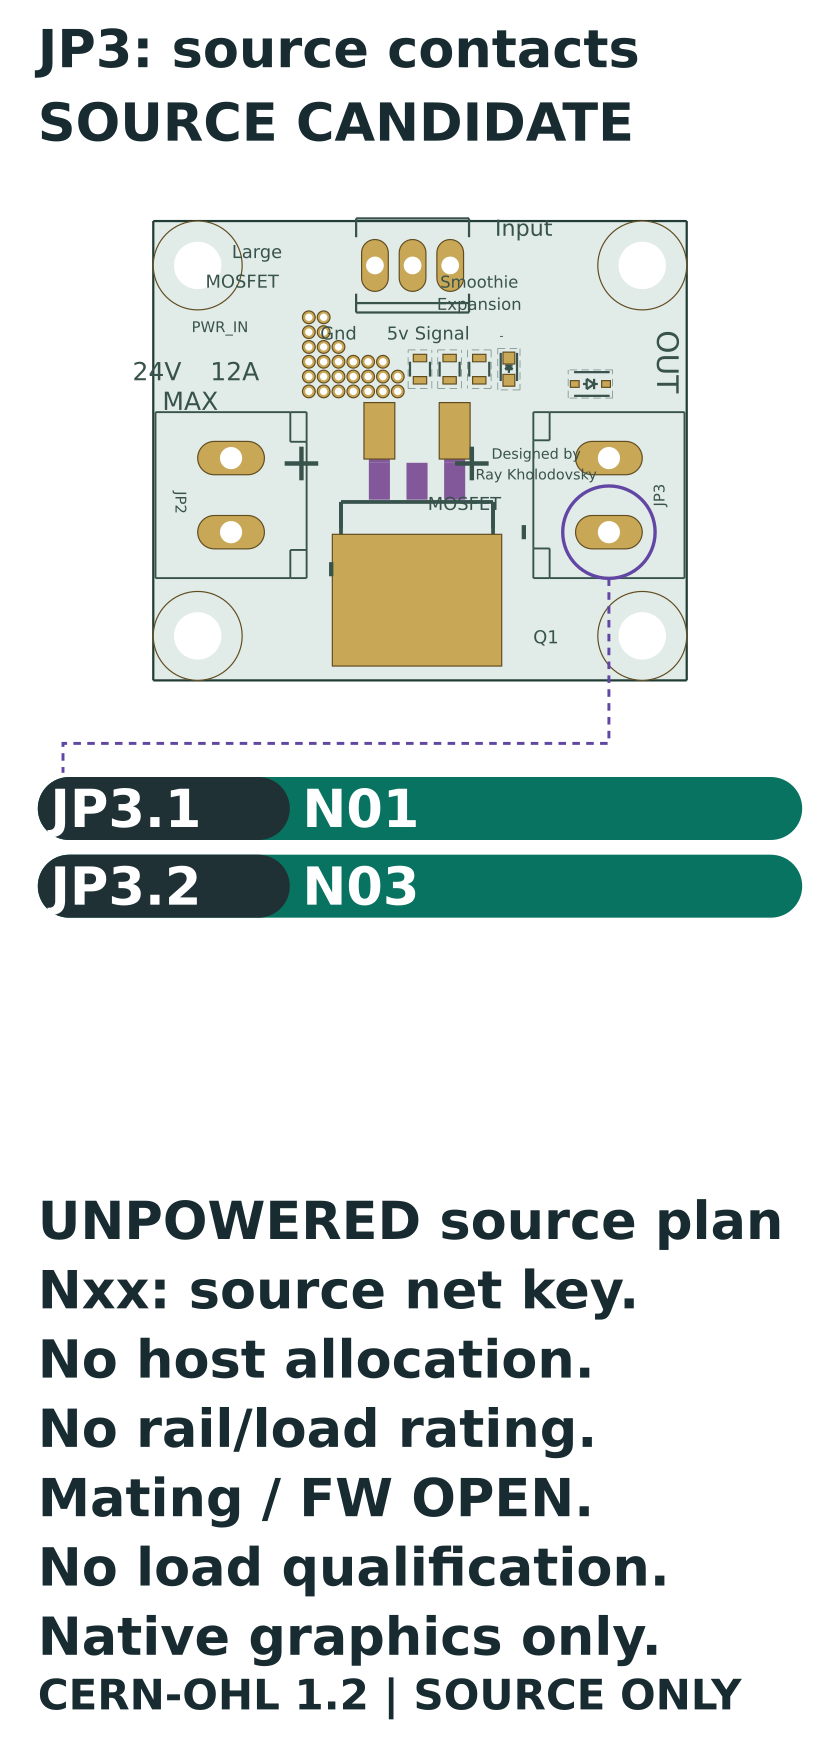 JP3: source contacts
SOURCE CANDIDATE
Input
Large
MOSFET
Smoothie
Expansion
PWR_IN
Gnd 5v Signal
-
OUT
24V 12A
MAX
+ +
Designed by
Ray Kholodovsky
JP2
JP3
MOSFET
-
-
Q1
JP3.1 N01
JP3.2 N03
UNPOWERED source plan
Nxx: source net key.
No host allocation.
No rail/load rating.
Mating / FW OPEN.
No load qualification.
Native graphics only.
CERN-OHL 1.2 | SOURCE ONLY